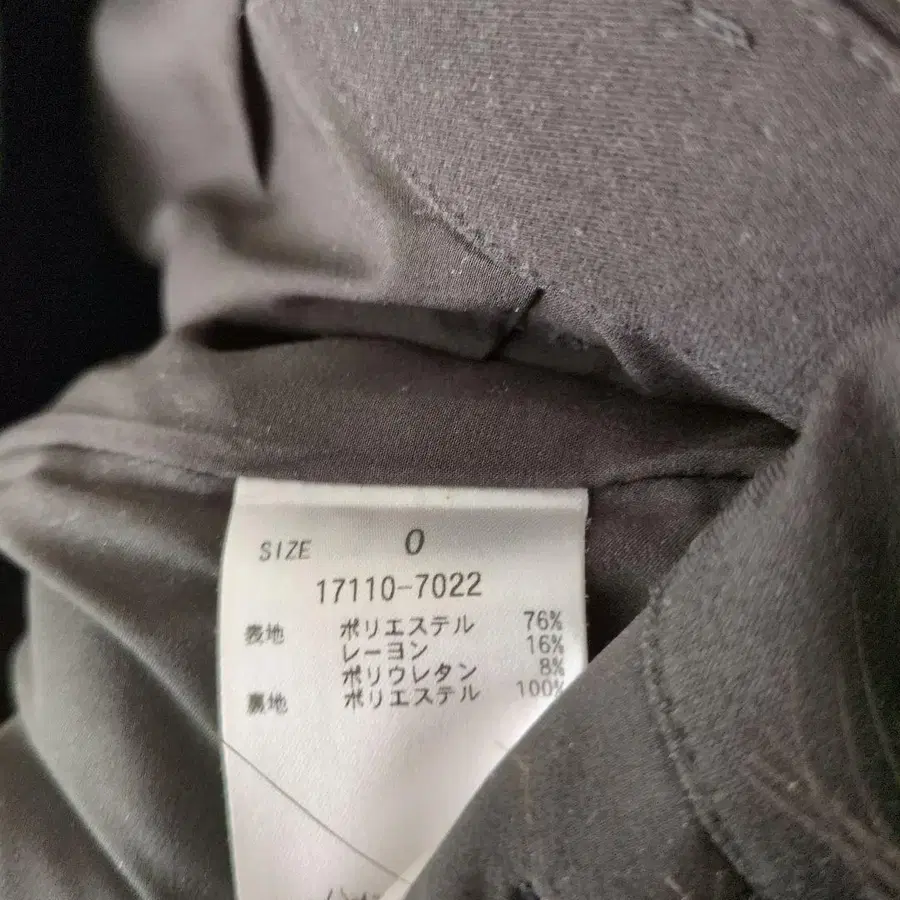 SIZE 0
17110-7022
表地 ポリエステル 76%
レーヨン 16%
ポリウレタン 8%
裏地 ポリエステル 100%